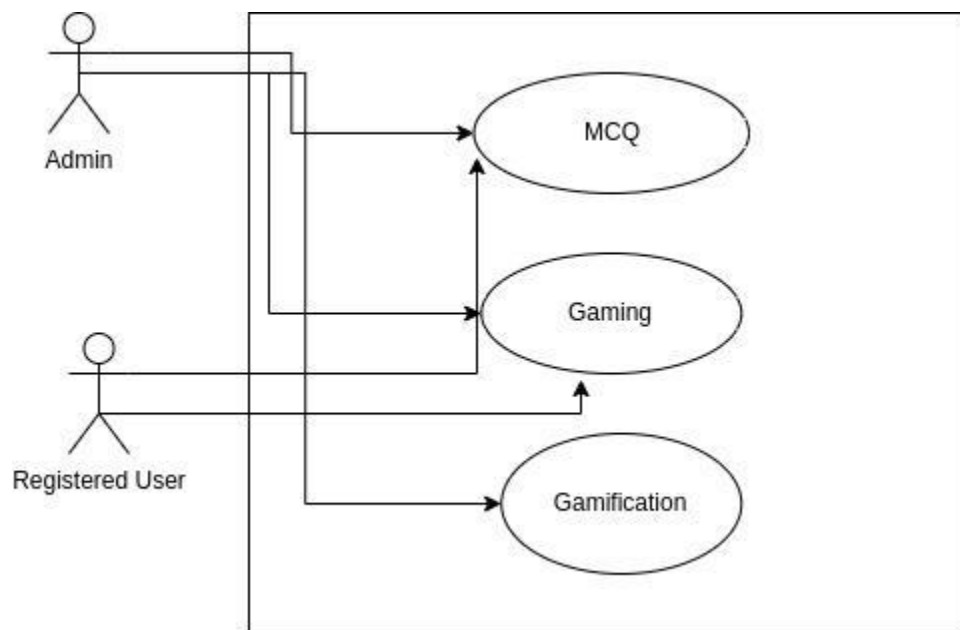 Admin
MCQ
Gaming
Registered User
Gamification